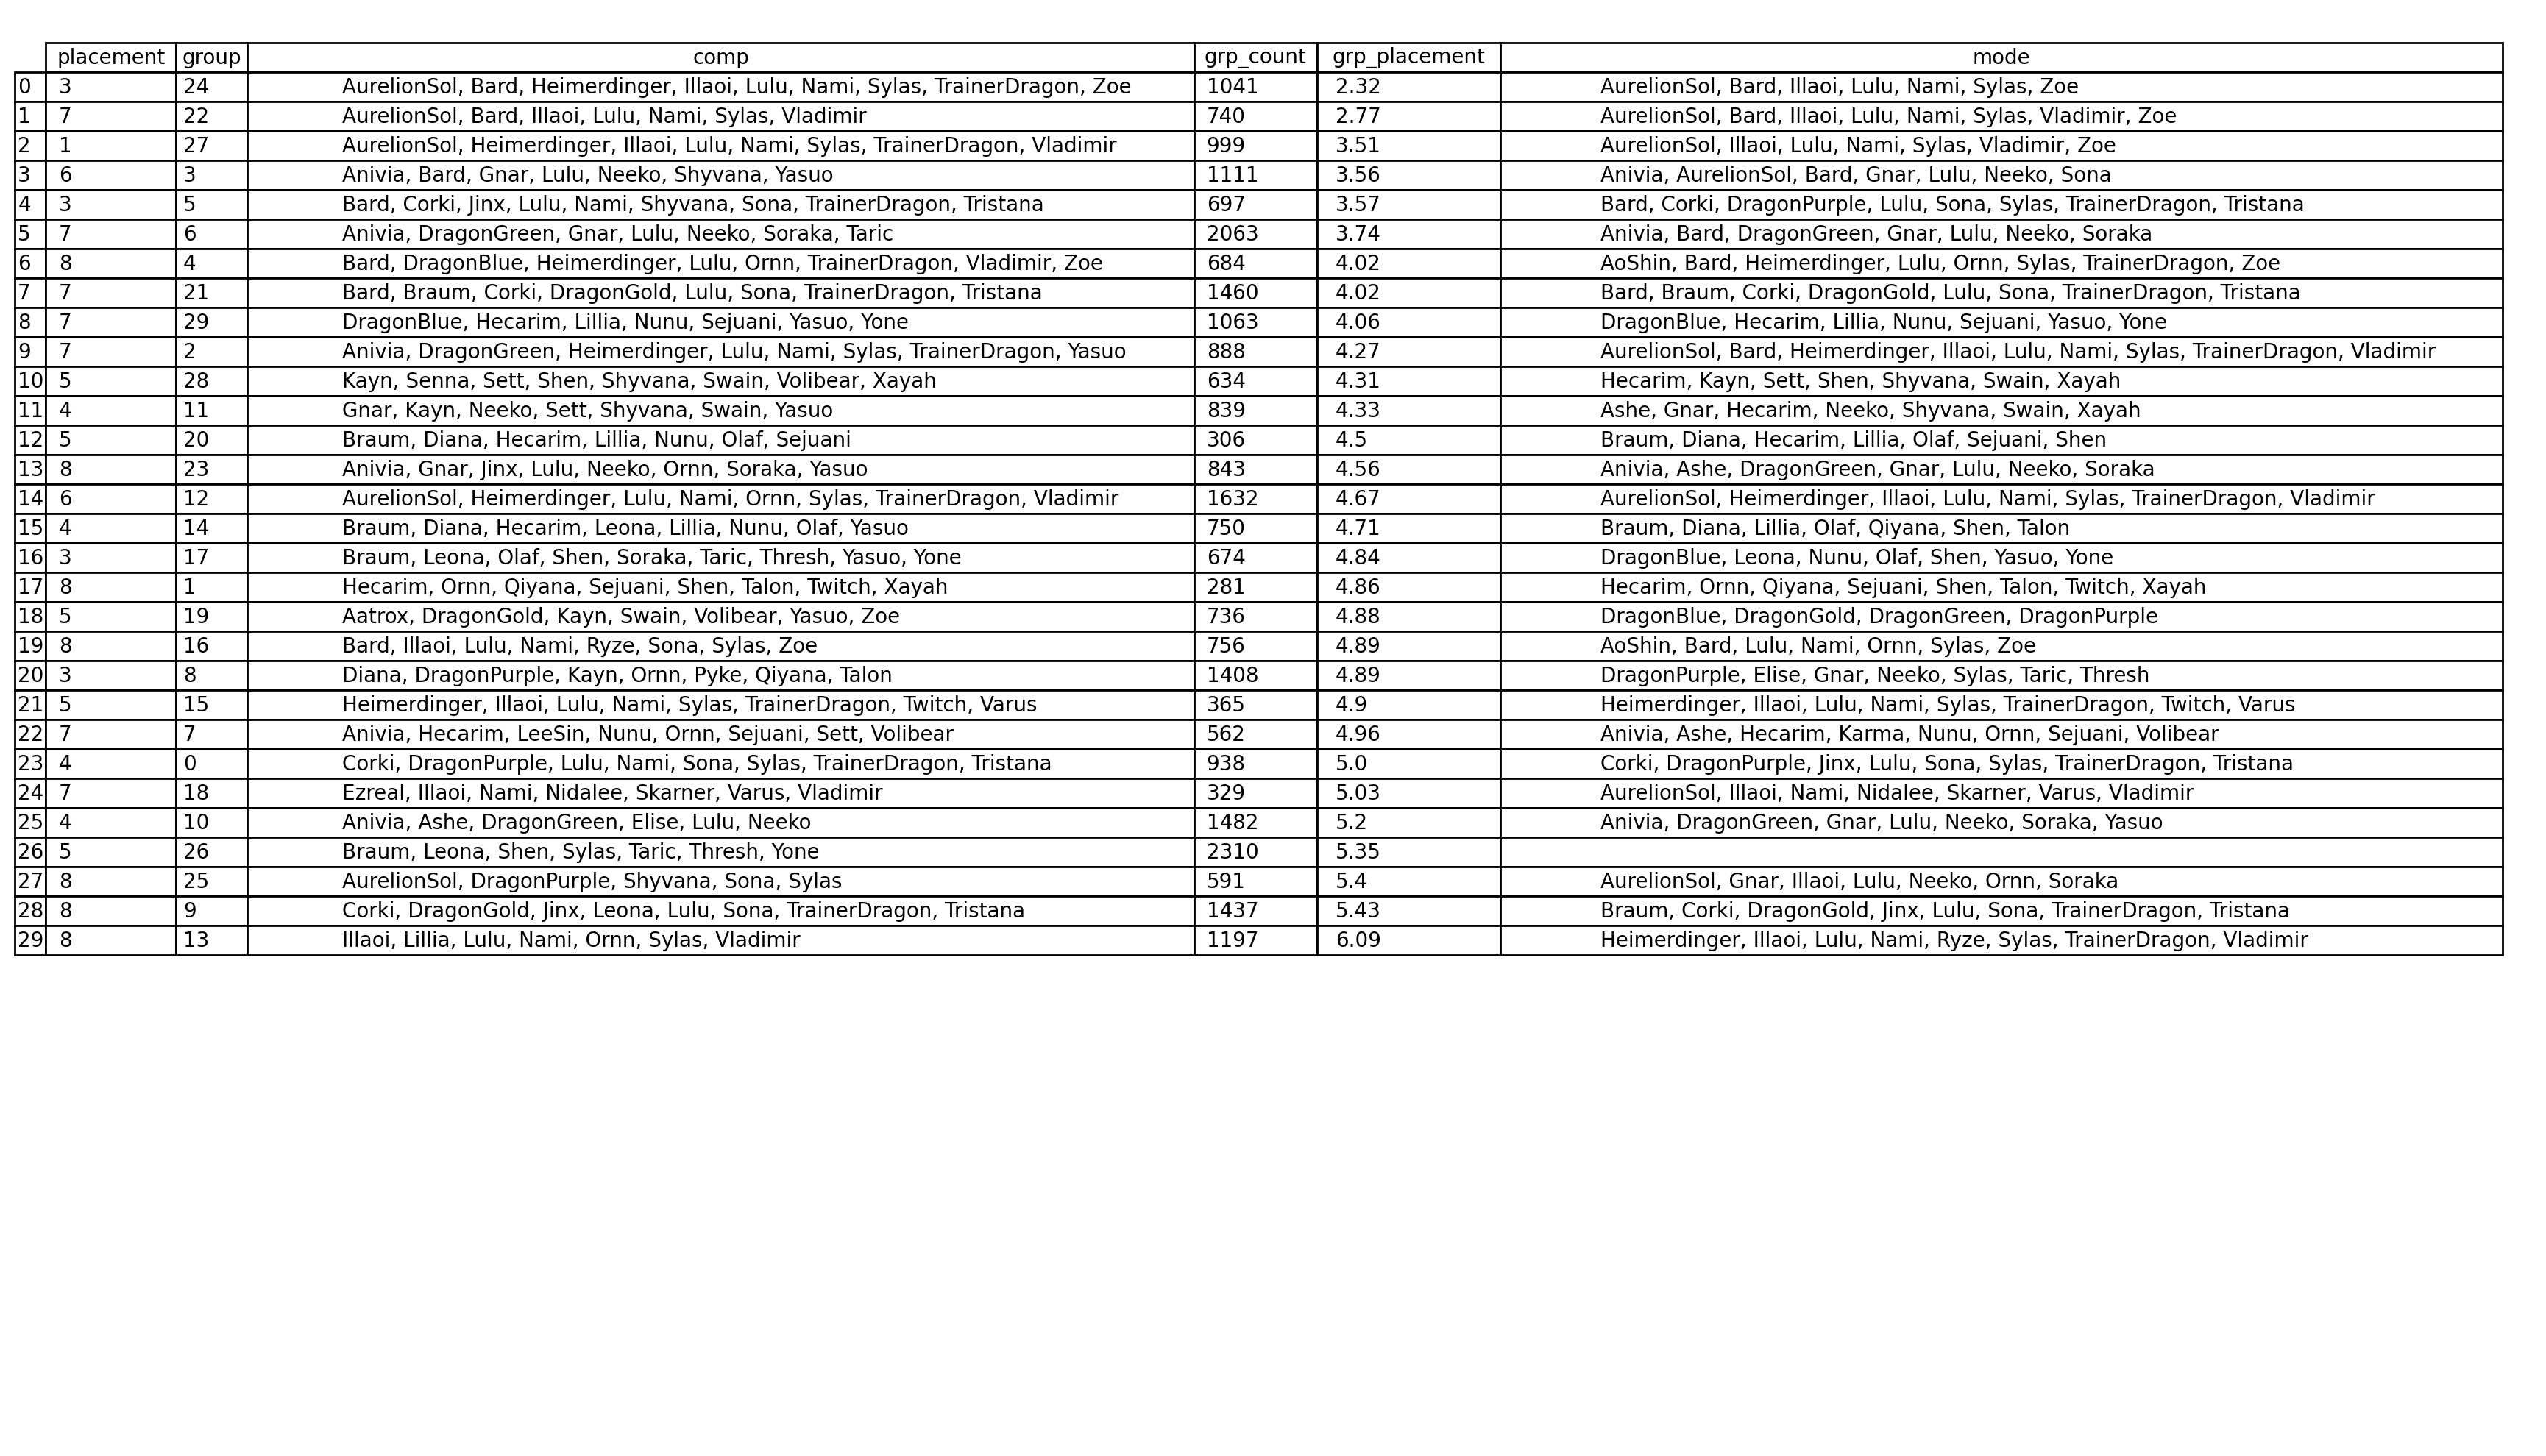 placement group comp grp_count grp_placement mode
0 3 24 AurelionSol, Bard, Heimerdinger, Illaoi, Lulu, Nami, Sylas, TrainerDragon, Zoe 1041 2.32 AurelionSol, Bard, Illaoi, Lulu, Nami, Sylas, Zoe
1 7 22 AurelionSol, Bard, Illaoi, Lulu, Nami, Sylas, Vladimir 740 2.77 AurelionSol, Bard, Illaoi, Lulu, Nami, Sylas, Vladimir, Zoe
2 1 27 AurelionSol, Heimerdinger, Illaoi, Lulu, Nami, Sylas, TrainerDragon, Vladimir 999 3.51 AurelionSol, Illaoi, Lulu, Nami, Sylas, Vladimir, Zoe
3 6 3 Anivia, Bard, Gnar, Lulu, Neeko, Shyvana, Yasuo 1111 3.56 Anivia, AurelionSol, Bard, Gnar, Lulu, Neeko, Sona
4 3 5 Bard, Corki, Jinx, Lulu, Nami, Shyvana, Sona, TrainerDragon, Tristana 697 3.57 Bard, Corki, DragonPurple, Lulu, Sona, Sylas, TrainerDragon, Tristana
5 7 6 Anivia, DragonGreen, Gnar, Lulu, Neeko, Soraka, Taric 2063 3.74 Anivia, Bard, DragonGreen, Gnar, Lulu, Neeko, Soraka
6 8 4 Bard, DragonBlue, Heimerdinger, Lulu, Ornn, TrainerDragon, Vladimir, Zoe 684 4.02 AoShin, Bard, Heimerdinger, Lulu, Ornn, Sylas, TrainerDragon, Zoe
7 7 21 Bard, Braum, Corki, DragonGold, Lulu, Sona, TrainerDragon, Tristana 1460 4.02 Bard, Braum, Corki, DragonGold, Lulu, Sona, TrainerDragon, Tristana
8 7 29 DragonBlue, Hecarim, Lillia, Nunu, Sejuani, Yasuo, Yone 1063 4.06 DragonBlue, Hecarim, Lillia, Nunu, Sejuani, Yasuo, Yone
9 7 2 Anivia, DragonGreen, Heimerdinger, Lulu, Nami, Sylas, TrainerDragon, Yasuo 888 4.27 AurelionSol, Bard, Heimerdinger, Illaoi, Lulu, Nami, Sylas, TrainerDragon, Vladimir
10 5 28 Kayn, Senna, Sett, Shen, Shyvana, Swain, Volibear, Xayah 634 4.31 Hecarim, Kayn, Sett, Shen, Shyvana, Swain, Xayah
11 4 11 Gnar, Kayn, Neeko, Sett, Shyvana, Swain, Yasuo 839 4.33 Ashe, Gnar, Hecarim, Neeko, Shyvana, Swain, Xayah
12 5 20 Braum, Diana, Hecarim, Lillia, Nunu, Olaf, Sejuani 306 4.5 Braum, Diana, Hecarim, Lillia, Olaf, Sejuani, Shen
13 8 23 Anivia, Gnar, Jinx, Lulu, Neeko, Ornn, Soraka, Yasuo 843 4.56 Anivia, Ashe, DragonGreen, Gnar, Lulu, Neeko, Soraka
14 6 12 AurelionSol, Heimerdinger, Lulu, Nami, Ornn, Sylas, TrainerDragon, Vladimir 1632 4.67 AurelionSol, Heimerdinger, Illaoi, Lulu, Nami, Sylas, TrainerDragon, Vladimir
15 4 14 Braum, Diana, Hecarim, Leona, Lillia, Nunu, Olaf, Yasuo 750 4.71 Braum, Diana, Lillia, Olaf, Qiyana, Shen, Talon
16 3 17 Braum, Leona, Olaf, Shen, Soraka, Taric, Thresh, Yasuo, Yone 674 4.84 DragonBlue, Leona, Nunu, Olaf, Shen, Yasuo, Yone
17 8 1 Hecarim, Ornn, Qiyana, Sejuani, Shen, Talon, Twitch, Xayah 281 4.86 Hecarim, Ornn, Qiyana, Sejuani, Shen, Talon, Twitch, Xayah
18 5 19 Aatrox, DragonGold, Kayn, Swain, Volibear, Yasuo, Zoe 736 4.88 DragonBlue, DragonGold, DragonGreen, DragonPurple
19 8 16 Bard, Illaoi, Lulu, Nami, Ryze, Sona, Sylas, Zoe 756 4.89 AoShin, Bard, Lulu, Nami, Ornn, Sylas, Zoe
20 3 8 Diana, DragonPurple, Kayn, Ornn, Pyke, Qiyana, Talon 1408 4.89 DragonPurple, Elise, Gnar, Neeko, Sylas, Taric, Thresh
21 5 15 Heimerdinger, Illaoi, Lulu, Nami, Sylas, TrainerDragon, Twitch, Varus 365 4.9 Heimerdinger, Illaoi, Lulu, Nami, Sylas, TrainerDragon, Twitch, Varus
22 7 7 Anivia, Hecarim, LeeSin, Nunu, Ornn, Sejuani, Sett, Volibear 562 4.96 Anivia, Ashe, Hecarim, Karma, Nunu, Ornn, Sejuani, Volibear
23 4 0 Corki, DragonPurple, Lulu, Nami, Sona, Sylas, TrainerDragon, Tristana 938 5.0 Corki, DragonPurple, Jinx, Lulu, Sona, Sylas, TrainerDragon, Tristana
24 7 18 Ezreal, Illaoi, Nami, Nidalee, Skarner, Varus, Vladimir 329 5.03 AurelionSol, Illaoi, Nami, Nidalee, Skarner, Varus, Vladimir
25 4 10 Anivia, Ashe, DragonGreen, Elise, Lulu, Neeko 1482 5.2 Anivia, DragonGreen, Gnar, Lulu, Neeko, Soraka, Yasuo
26 5 26 Braum, Leona, Shen, Sylas, Taric, Thresh, Yone 2310 5.35
27 8 25 AurelionSol, DragonPurple, Shyvana, Sona, Sylas 591 5.4 AurelionSol, Gnar, Illaoi, Lulu, Neeko, Ornn, Soraka
28 8 9 Corki, DragonGold, Jinx, Leona, Lulu, Sona, TrainerDragon, Tristana 1437 5.43 Braum, Corki, DragonGold, Jinx, Lulu, Sona, TrainerDragon, Tristana
29 8 13 Illaoi, Lillia, Lulu, Nami, Ornn, Sylas, Vladimir 1197 6.09 Heimerdinger, Illaoi, Lulu, Nami, Ryze, Sylas, TrainerDragon, Vladimir